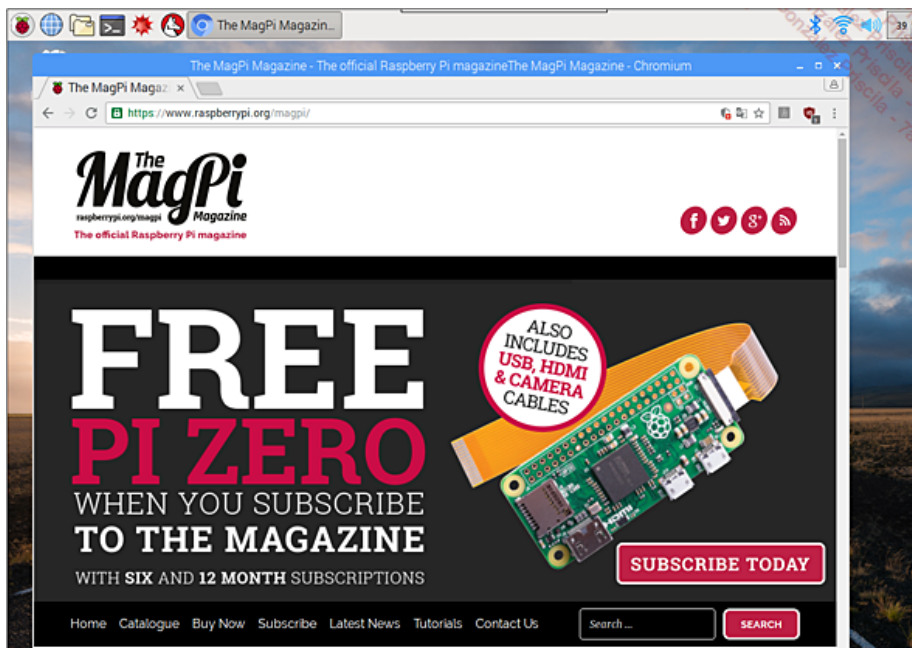 The MagPi Magazin...
39
The MagPi Magazine - The official Raspberry Pi magazineThe MagPi Magazine - Chromium
The MagPi Magaz
https://www.raspberrypi.org/magpi/
The
MagPi
raspberrypi.org/magpi Magazine
The official Raspberry Pi magazine
FREE
PI ZERO
WHEN YOU SUBSCRIBE
TO THE MAGAZINE
WITH SIX AND 12 MONTH SUBSCRIPTIONS
ALSO
INCLUDES
USB, HDMI
& CAMERA
CABLES
HDMI
SUBSCRIBE TODAY
Home Catalogue Buy Now Subscribe Latest News Tutorials Contact Us
Search ...
SEARCH